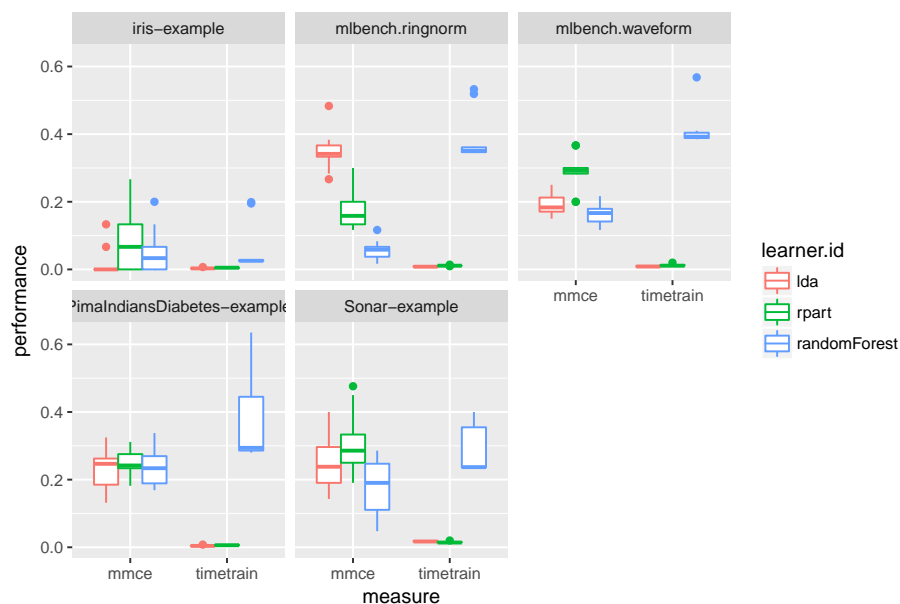 iris−example
mlbench.ringnorm
mlbench.waveform
0.6
0.4
0.2
0.0
mmce
timetrain
PimaIndiansDiabetes−example
Sonar−example
0.6
0.4
0.2
0.0
mmce
timetrain
mmce
timetrain
measure
performance
learner.id
lda
rpart
randomForest